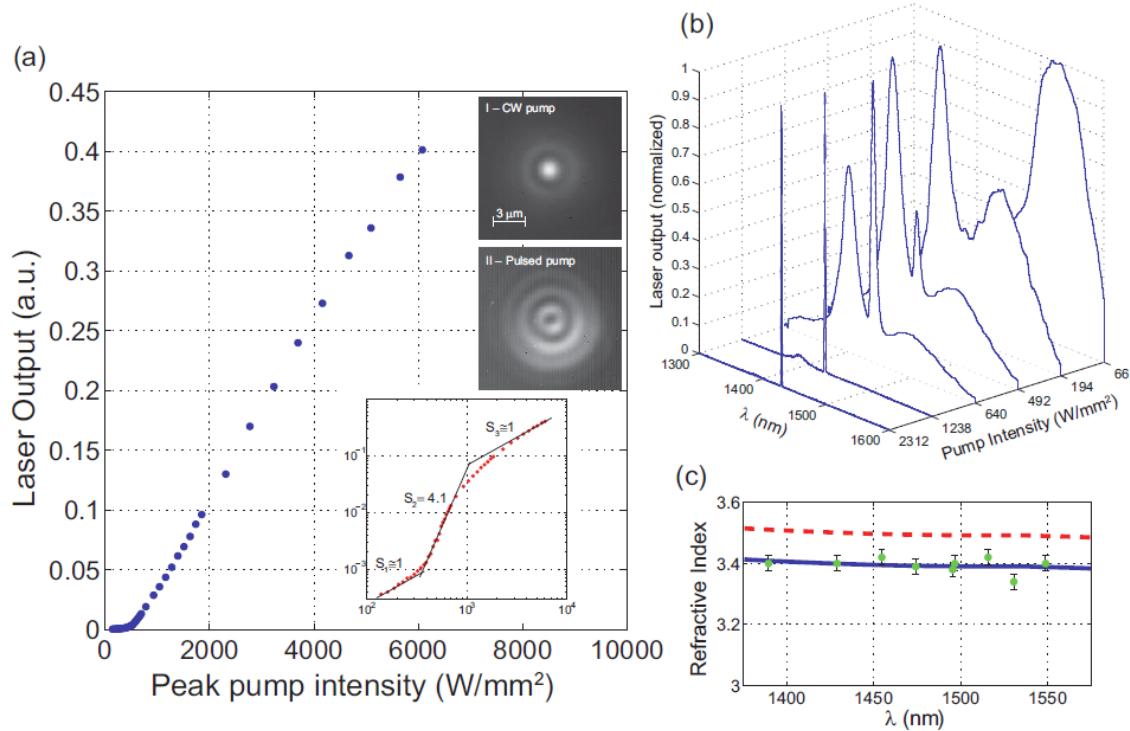 (a)
Laser Output (a.u.)
0.45
0.4
0.35
0.3
0.25
0.2
0.15
0.1
0.05
0
0 2000 4000 6000 8000 10000
Peak pump intensity (W/mm²)
I – CW pump
3 μm
II – Pulsed pump
S₃≅1
S₂= 4.1
S₁≅1
10⁻¹
10⁻²
10⁻³
10² 10³ 10⁴
(b)
Laser output (normalized)
1
0.9
0.8
0.7
0.6
0.5
0.4
0.3
0.2
0.1
0
1300
1400
1500
1600
λ (nm)
2312
1238
640
492
194
66
Pump Intensity (W/mm²)
(c)
Refractive Index
3.6
3.4
3.2
3
1400 1450 1500 1550
λ (nm)